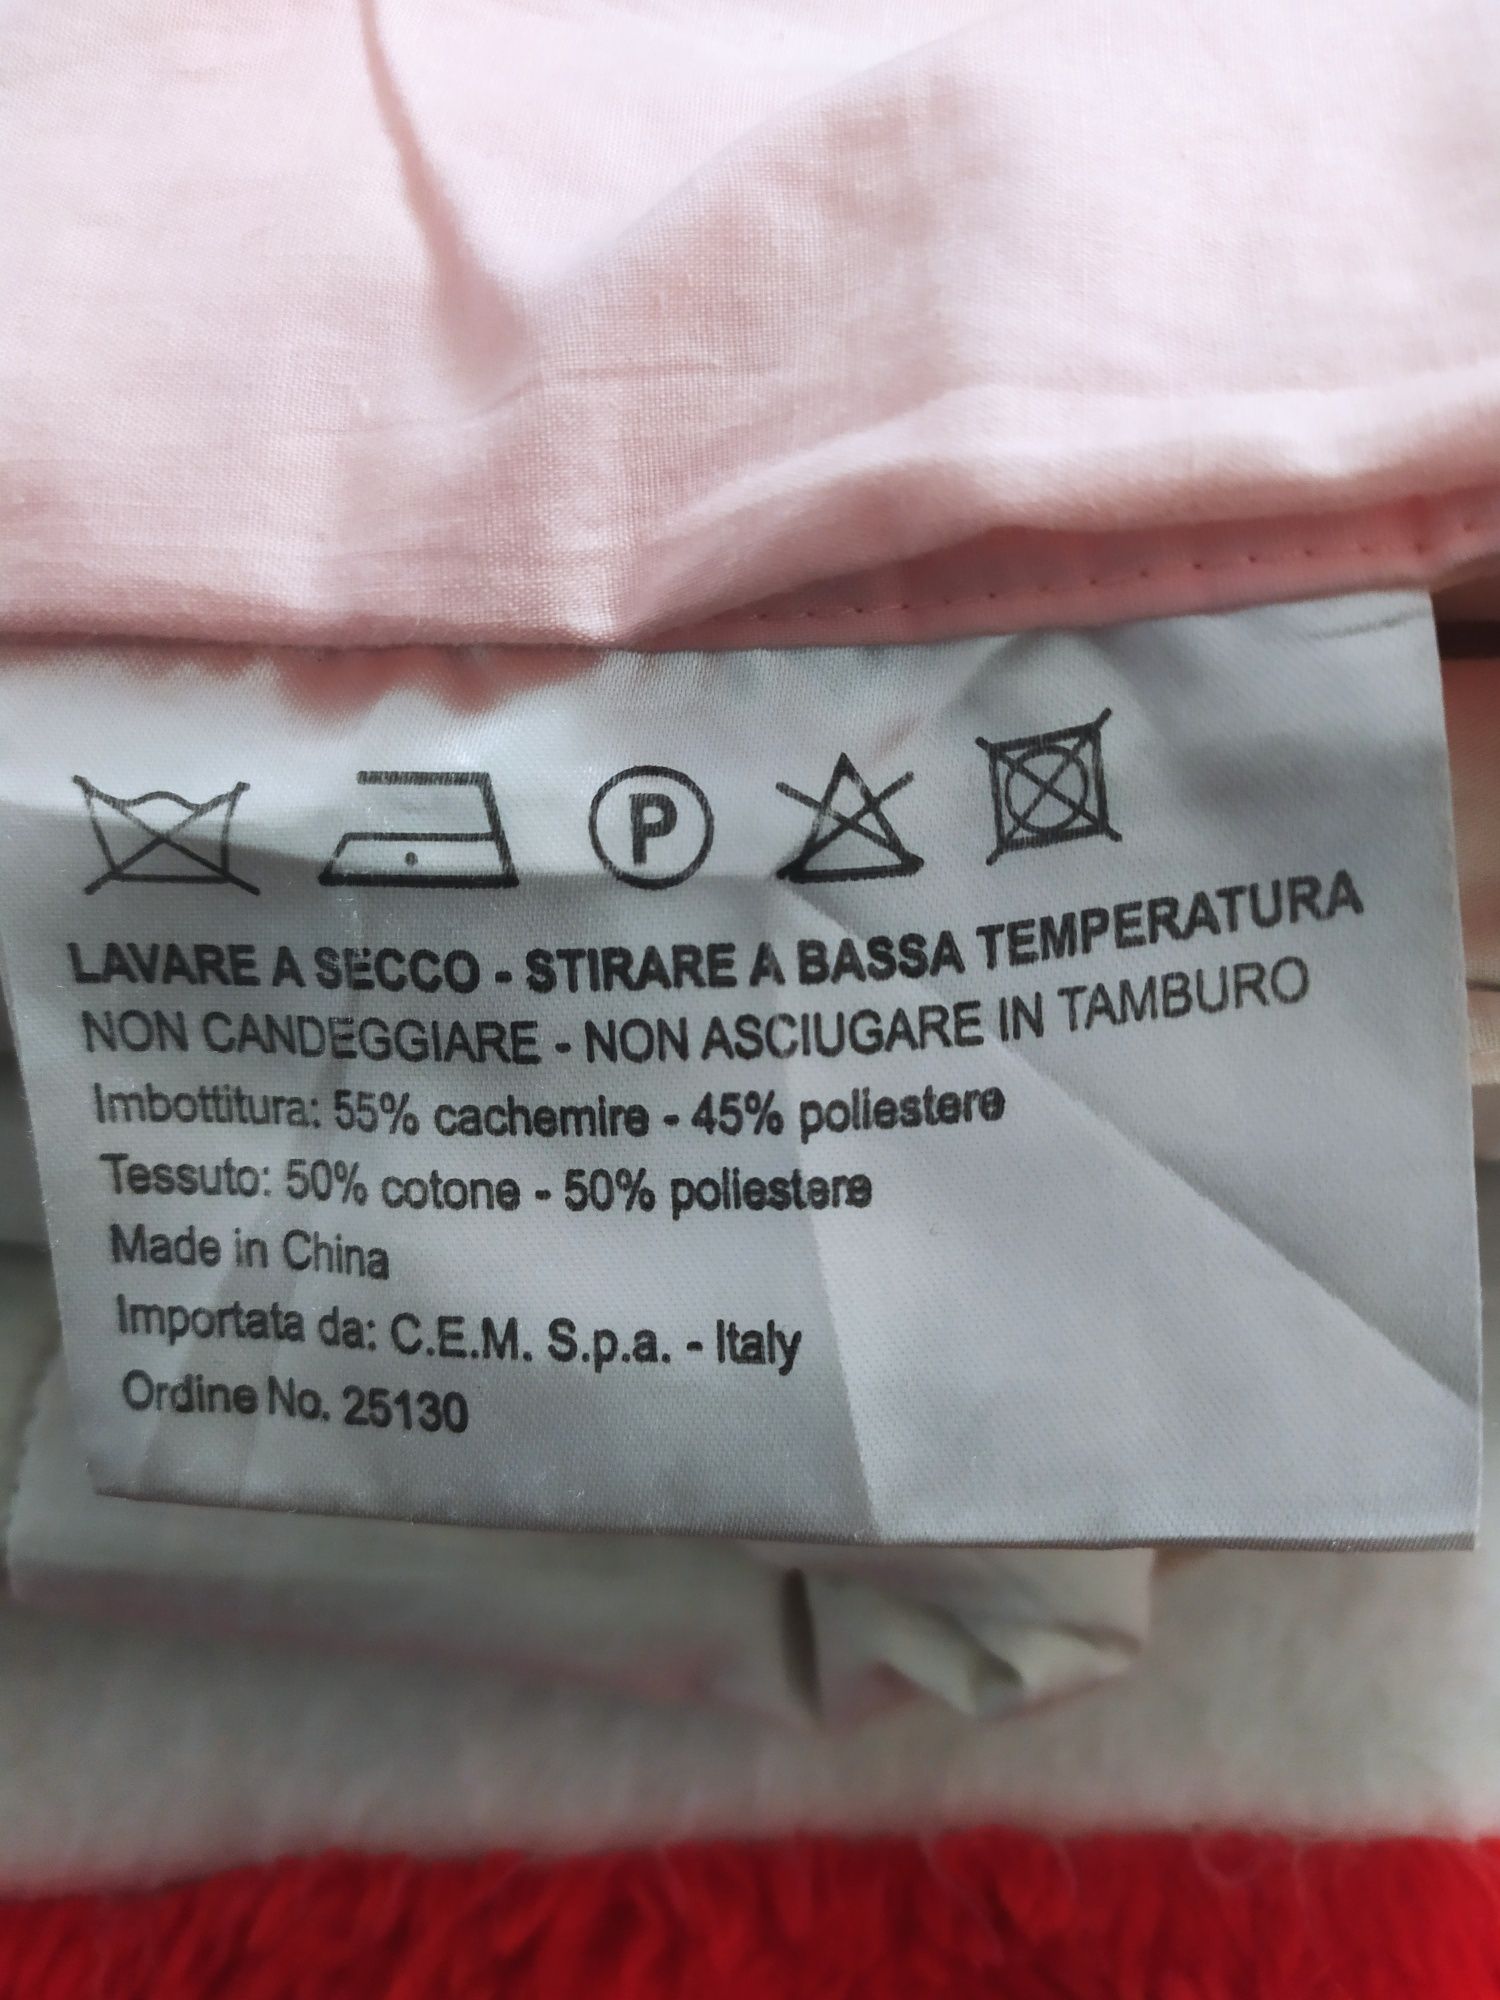 P
LAVARE A SECCO - STIRARE A BASSA TEMPERATURA
NON CANDEGGIARE - NON ASCIUGARE IN TAMBURO
Imbottitura: 55% cachemire - 45% poliestere
Tessuto: 50% cotone - 50% poliestere
Made in China
Importata da: C.E.M. S.p.a. - Italy
Ordine No. 25130